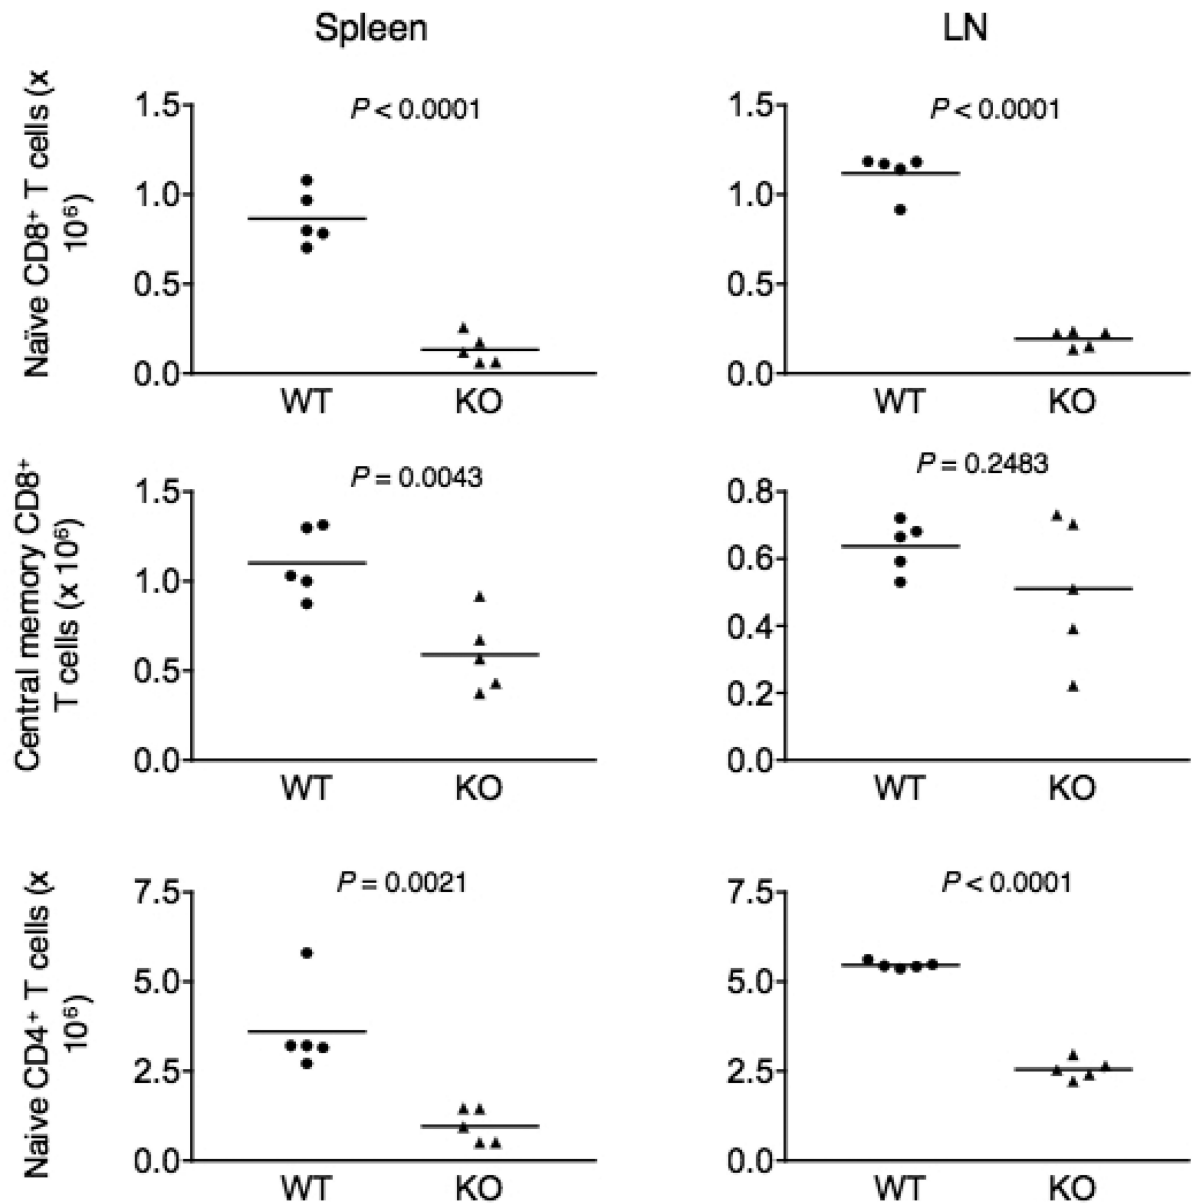 Spleen
LN
Naïve CD8⁺ T cells (x
10⁶)
P < 0.0001
1.5
1.0
0.5
0.0
WT
KO
P < 0.0001
1.5
1.0
0.5
0.0
WT
KO
Central memory CD8⁺
T cells (x 10⁶)
P = 0.0043
1.5
1.0
0.5
0.0
WT
KO
P = 0.2483
0.8
0.6
0.4
0.2
0.0
WT
KO
Naive CD4⁺ T cells (x
10⁶)
P = 0.0021
7.5
5.0
2.5
0.0
WT
KO
P < 0.0001
7.5
5.0
2.5
0.0
WT
KO